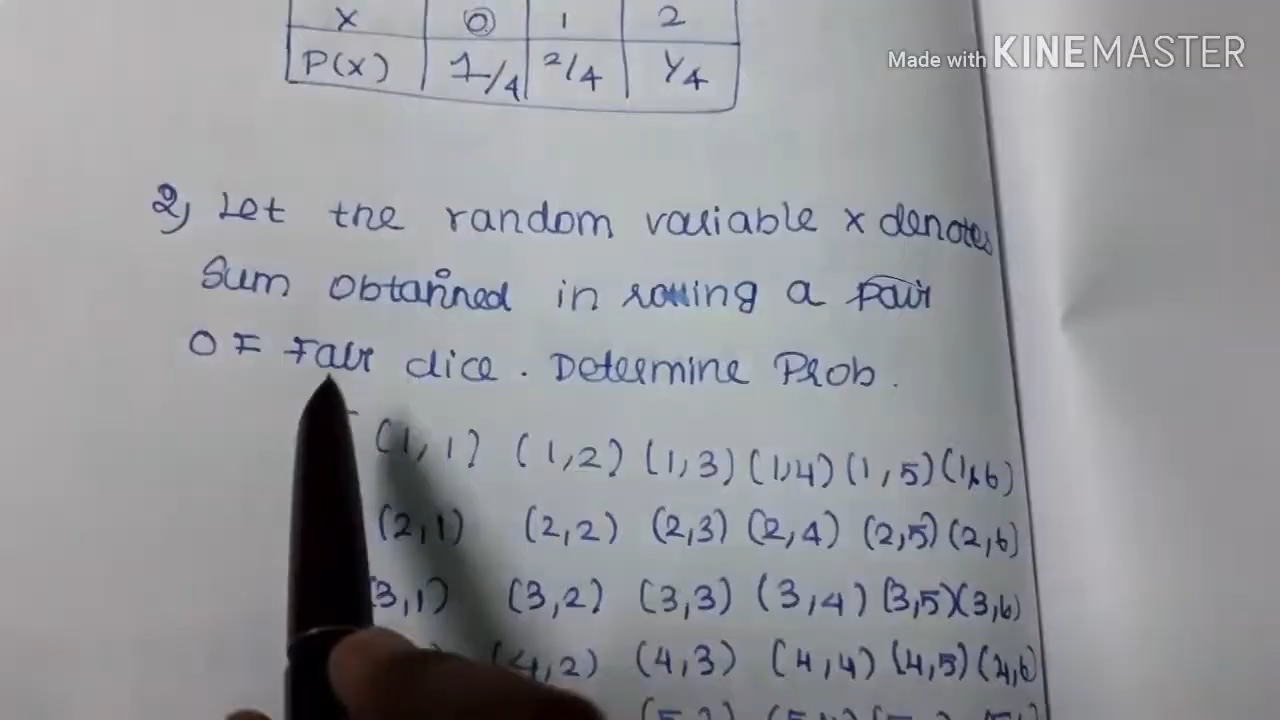 X 0 1 2
P(X) 1/4 2/4 1/4
Made with KINEMASTER
2, Let the random variable x denotes
Sum Obtained in rolling a pair
OF Fair dice. Determine Prob.
(1,1) (1,2) (1,3) (1,4) (1,5) (1,6)
(2,1) (2,2) (2,3) (2,4) (2,5) (2,6)
3,1) (3,2) (3,3) (3,4) (3,5) (3,6)
4,2) (4,3) (4,4) (4,5) (4,6)